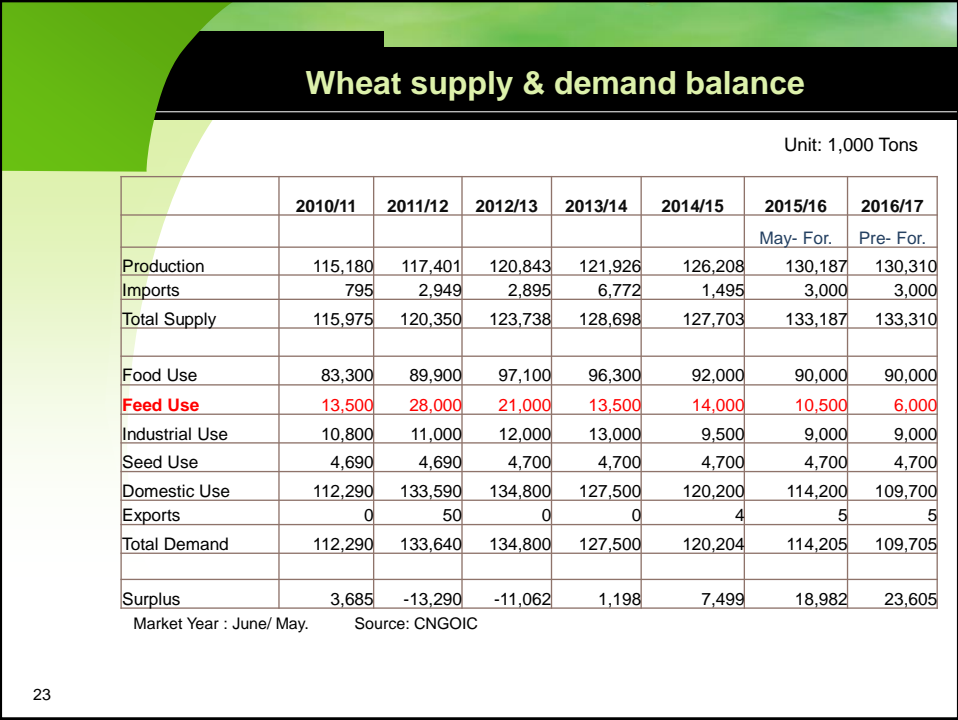 Wheat supply & demand balance
Unit: 1,000 Tons
2010/11 2011/12 2012/13 2013/14 2014/15 2015/16 2016/17
May- For. Pre- For.
Production 115,180 117,401 120,843 121,926 126,208 130,187 130,310
Imports 795 2,949 2,895 6,772 1,495 3,000 3,000
Total Supply 115,975 120,350 123,738 128,698 127,703 133,187 133,310
Food Use 83,300 89,900 97,100 96,300 92,000 90,000 90,000
Feed Use 13,500 28,000 21,000 13,500 14,000 10,500 6,000
Industrial Use 10,800 11,000 12,000 13,000 9,500 9,000 9,000
Seed Use 4,690 4,690 4,700 4,700 4,700 4,700 4,700
Domestic Use 112,290 133,590 134,800 127,500 120,200 114,200 109,700
Exports 0 50 0 0 4 5 5
Total Demand 112,290 133,640 134,800 127,500 120,204 114,205 109,705
Surplus 3,685 -13,290 -11,062 1,198 7,499 18,982 23,605
Market Year : June/ May. Source: CNGOIC
23